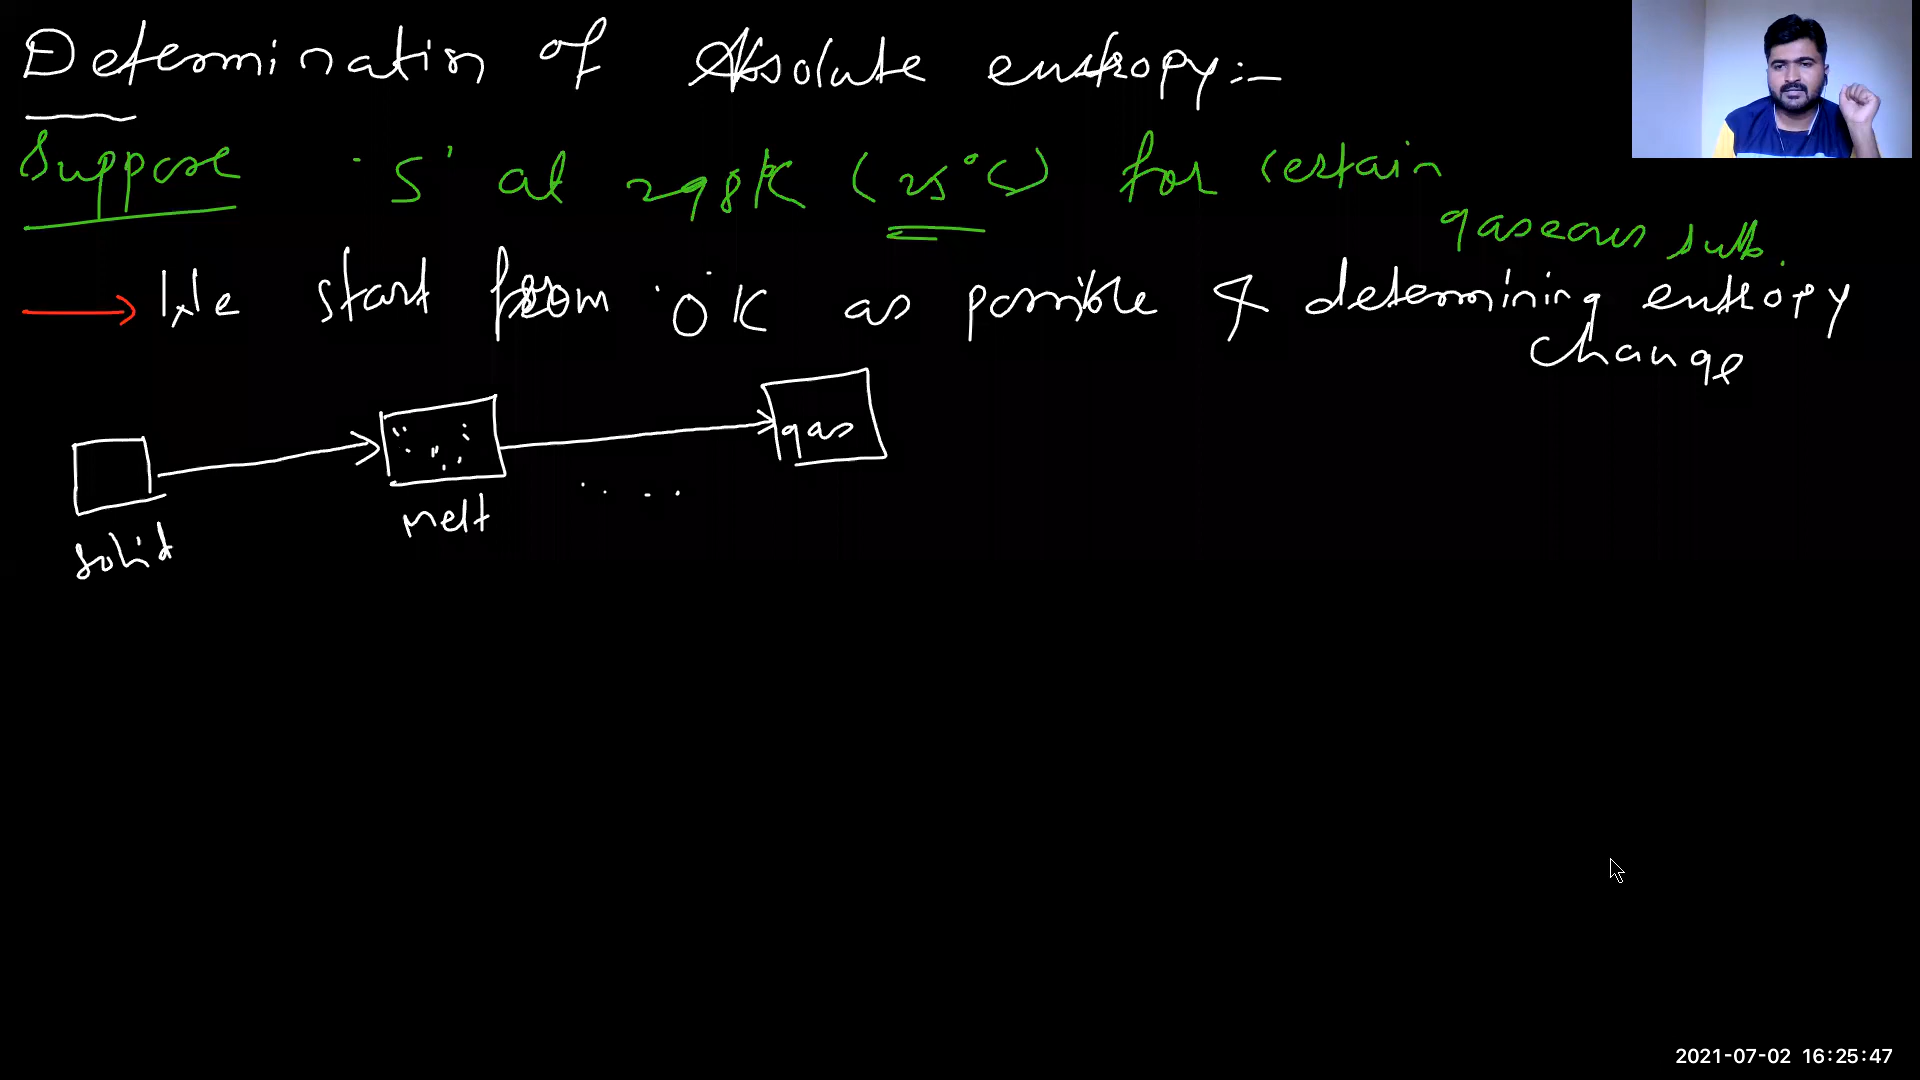 Determination of Absolute entropy:-
Suppose 'S' at 298K (25°C) for certain
gaseous sub.
We start from 0K as possible & determining entropy
change
gas
melt
solid
2021-07-02 16:25:47